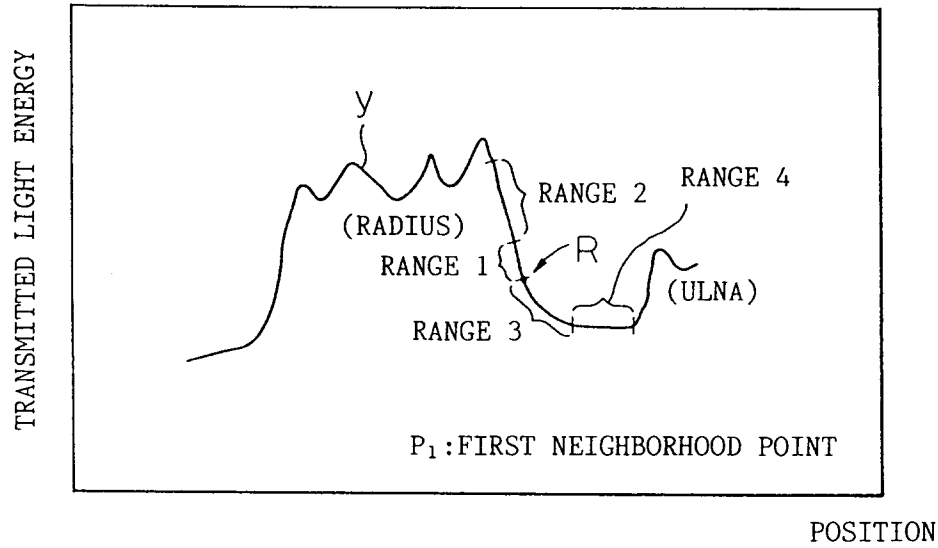 TRANSMITTED LIGHT ENERGY
y
(RADIUS)
RANGE 2
RANGE 4
RANGE 1
R
(ULNA)
RANGE 3
P₁:FIRST NEIGHBORHOOD POINT
POSITION